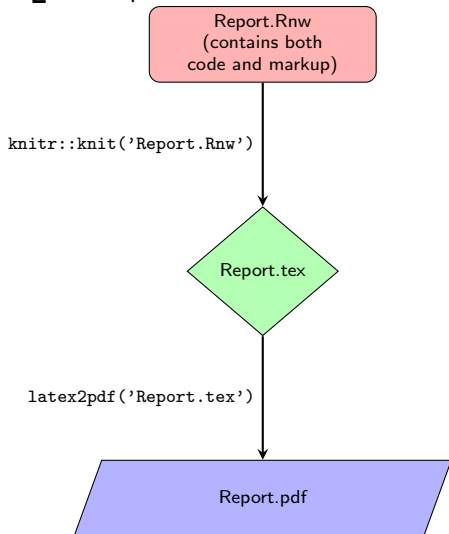 Report.Rnw
(contains both
code and markup)
knitr::knit('Report.Rnw')
Report.tex
latex2pdf('Report.tex')
Report.pdf